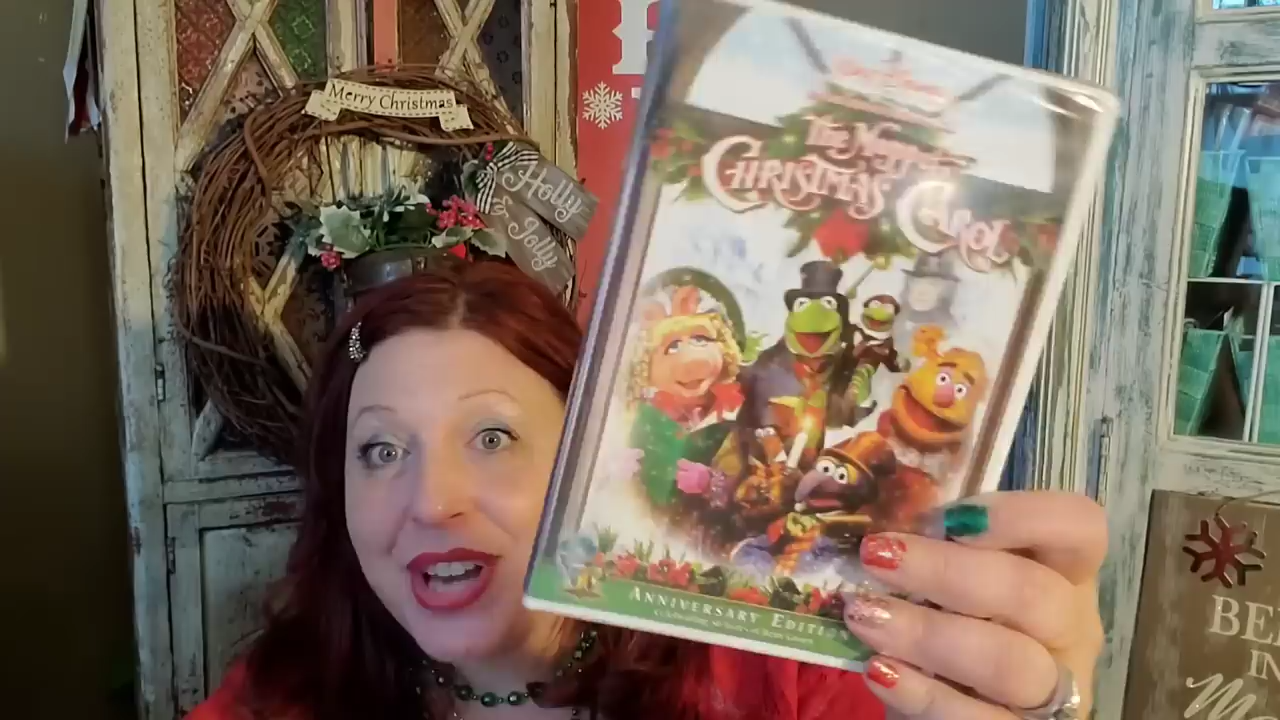 Merry Christmas
Holly
& Jolly
The Muppet
CHRISTMAS CAROL
ANNIVERSARY EDITION
BE
IN
M